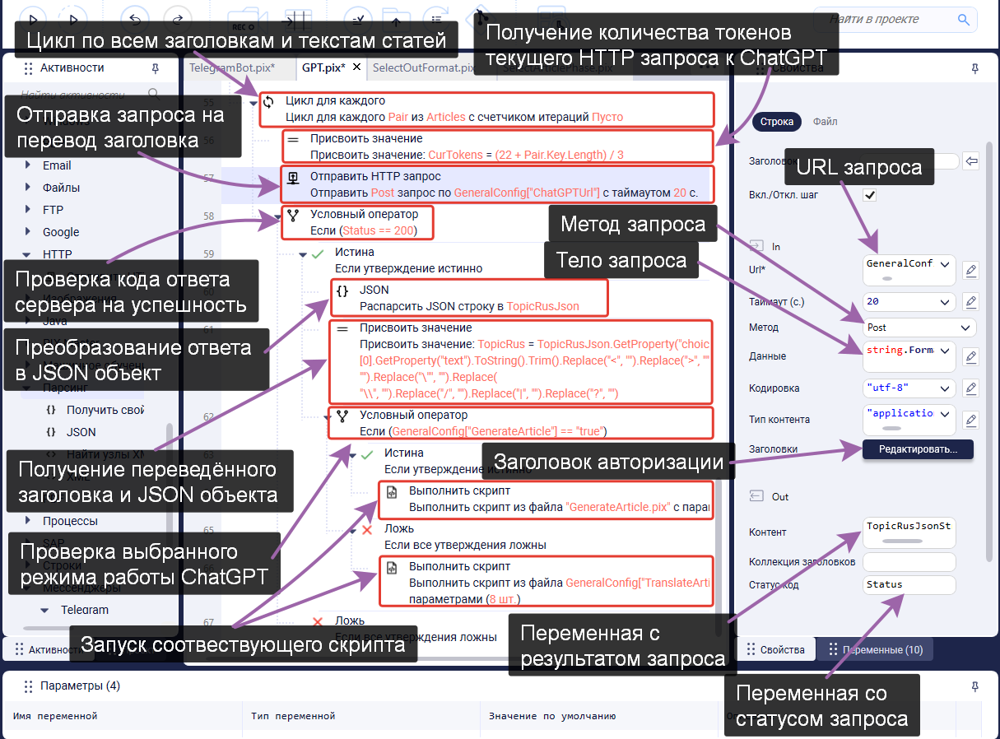 REC
Найти в проекте
Цикл по всем заголовкам и текстам статей
Получение количества токенов
текущего HTTP запроса к ChatGPT
Активности
TelegramBot.pix*
GPT.pix*
SelectOutFormat.pix
SelectArticlePhase.pix
Свойства
Найти активности
Отправка запроса на
перевод заголовка
Email
Файлы
FTP
Google
HTTP
Проверка кода ответа
сервера на успешность
Java
Преобразование ответа
в JSON объект
Парсинг
Получить свой
JSON
Найти узлы XM
Получение переведённого
заголовка и JSON объекта
Процессы
SAP
Проверка выбранного
режима работы ChatGPT
Строки
Мессенджеры
Telegram
Запуск соотвествующего скрипта
Активности
55
Цикл для каждого
Цикл для каждого Pair из Articles с счетчиком итераций Пусто
56
Присвоить значение
Присвоить значение: CurTokens = (22 + Pair.Key.Length) / 3
57
Отправить HTTP запрос
Отправить Post запрос по GeneralConfig["ChatGPTUrl"] с таймаутом 20 с.
58
Условный оператор
Если (Status == 200)
59
Истина
Если утверждение истинно
60
JSON
Распарсить JSON строку в TopicRusJson
61
Присвоить значение
Присвоить значение: TopicRus = TopicRusJson.GetProperty("choic
[0].GetProperty("text").ToString().Trim().Replace("<", "").Replace(">", ""
"").Replace("\"", "").Replace(
"\\", "").Replace("/", "").Replace("|", "").Replace("?", "")
62
Условный оператор
Если (GeneralConfig["GenerateArticle"] == "true")
63
Истина
Если утверждение истинно
Выполнить скрипт
Выполнить скрипт из файла "GenerateArticle.pix" с пара
65
Ложь
Если все утверждения ложны
66
Выполнить скрипт
Выполнить скрипт из файла GeneralConfig["TranslateArti
параметрами (8 шт.)
67
Ложь
Если все утверждения ложны
Строка
Файл
Заголовок
URL запроса
Вкл./Откл. шаг
Метод запроса
Тело запроса
In
Url*
GeneralConf
Таймаут (с.)
20
Метод
Post
Данные
string.Forma
Кодировка
"utf-8"
Тип контента
"application
Заголовки
Редактировать...
Заголовок авторизации
Out
Контент
TopicRusJsonSt
Коллекция заголовков
Статус код
Status
Переменная с
результатом запроса
Свойства
Переменные (10)
Переменная со
статусом запроса
Параметры (4)
Имя переменной
Тип переменной
Значение по умолчанию